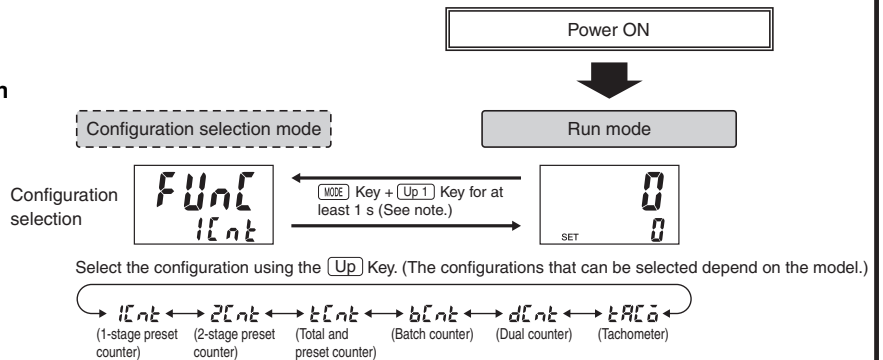 Power ON
n
Configuration selection mode
Run mode
Configuration
selection
FUnC
1Cnt
MODE Key + Up 1 Key for at
least 1 s (See note.)
0
SET 0
Select the configuration using the Up Key. (The configurations that can be selected depend on the model.)
1Cnt 2Cnt tCnt bCnt dCnt tACō
(1-stage preset
counter)
(2-stage preset
counter)
(Total and
preset counter)
(Batch counter)
(Dual counter)
(Tachometer)